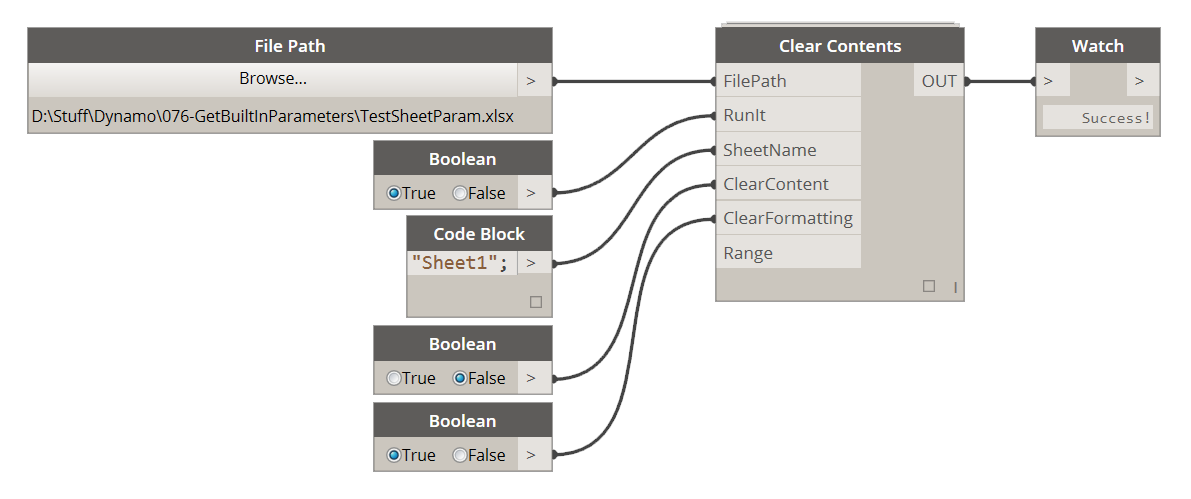 File Path
Browse...
>
D:\Stuff\Dynamo\076-GetBuiltInParameters\TestSheetParam.xlsx
Boolean
True False >
Code Block
"Sheet1"; >
Boolean
True False >
Boolean
True False >
Clear Contents
FilePath OUT
RunIt
SheetName
ClearContent
ClearFormatting
Range
I
Watch
> >
Success!